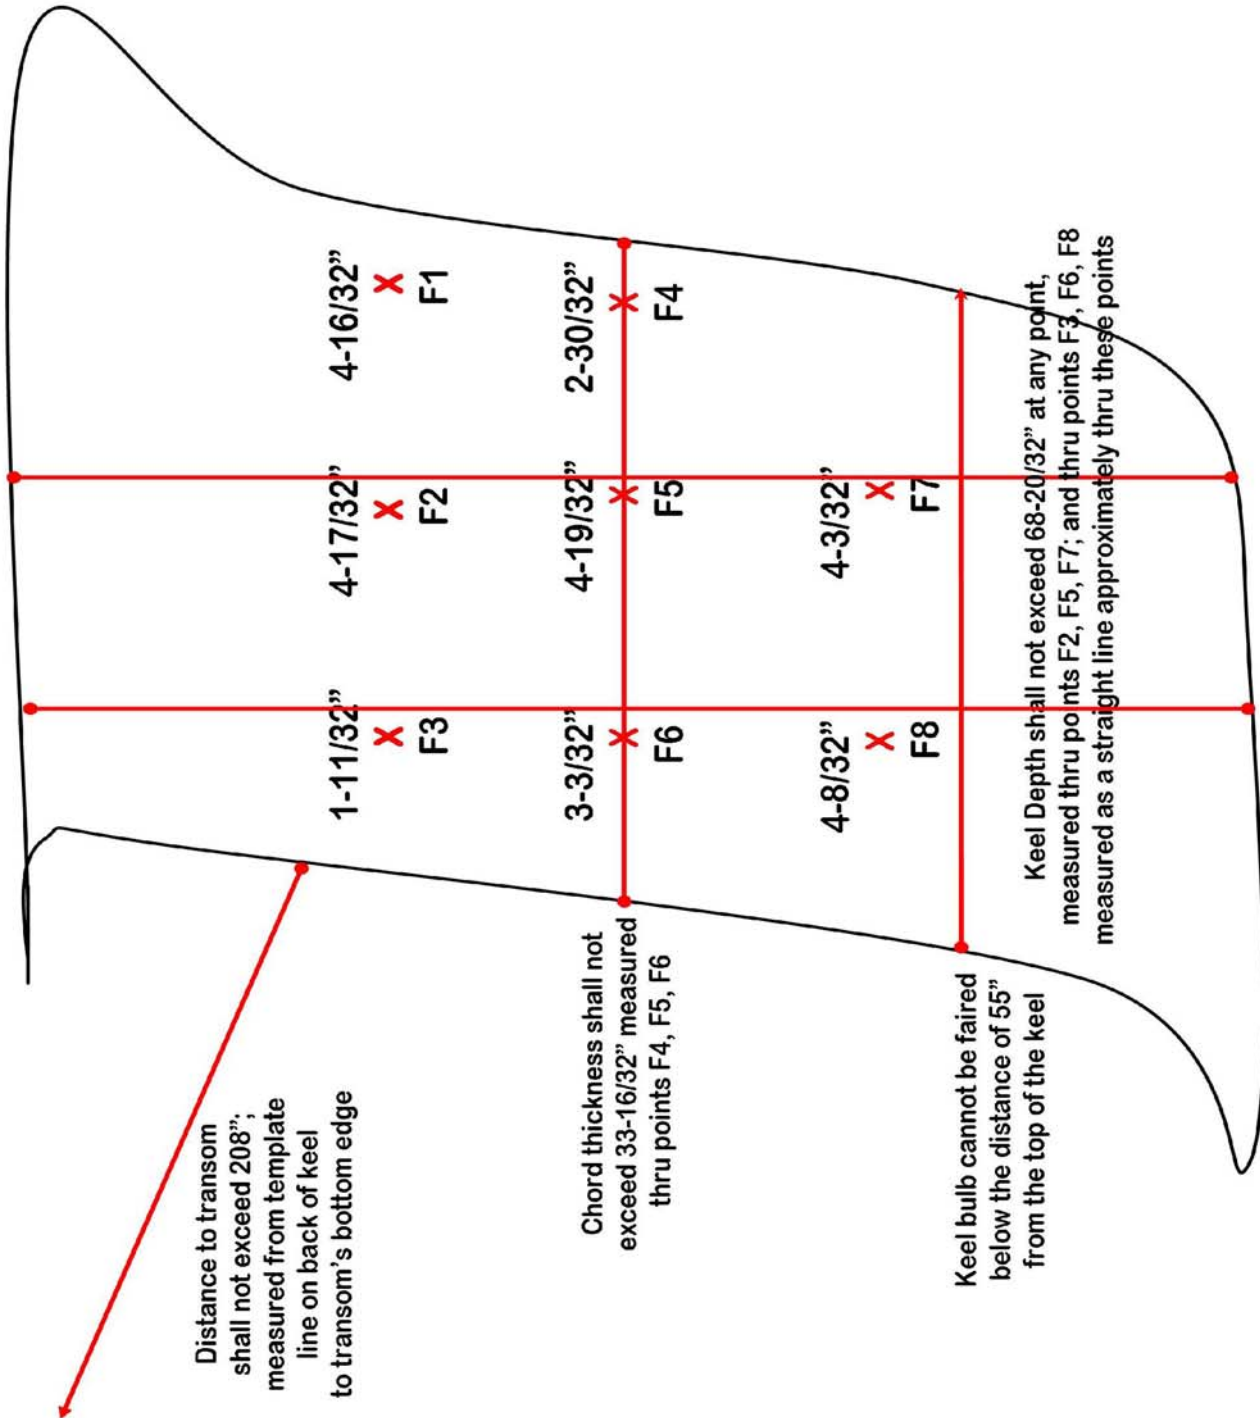 Distance to transom
shall not exceed 208”;
measured from template
line on back of keel
to transom's bottom edge
1-11/32”
F3
4-17/32”
F2
4-16/32”
F1
Chord thickness shall not
exceed 33-16/32” measured
thru points F4, F5, F6
3-3/32”
F6
4-19/32”
F5
2-30/32”
F4
4-8/32”
F8
4-3/32”
F7
Keel bulb cannot be faired
below the distance of 55”
from the top of the keel
Keel Depth shall not exceed 68-20/32” at any point,
measured thru points F2, F5, F7; and thru points F3, F6, F8
measured as a straight line approximately thru these points